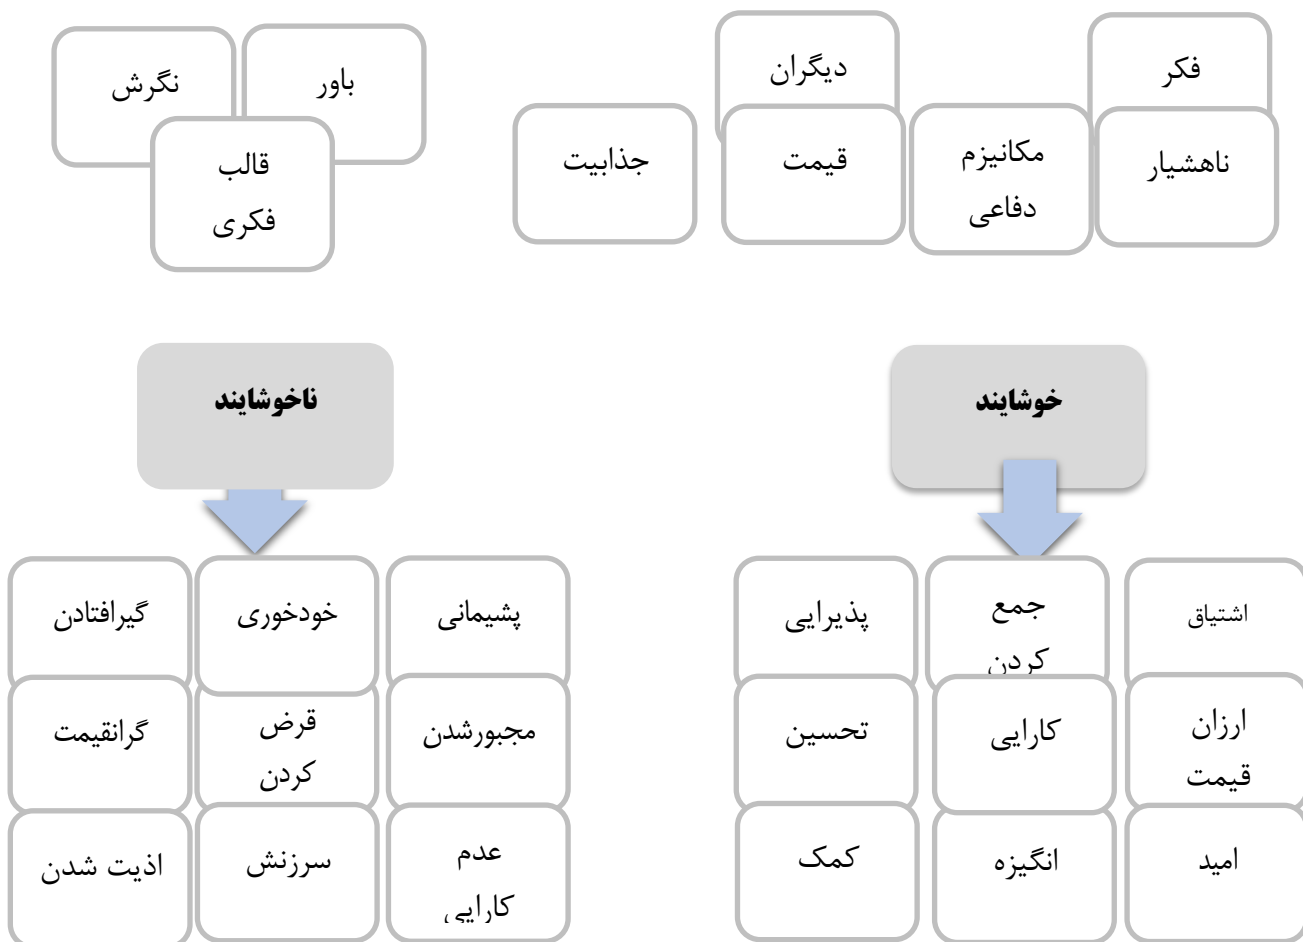 فکر
دیگران
باور
نگرش
ناهشیار
مکانیزم
دفاعی
قیمت
جذابیت
قالب
فکری
خوشایند
ناخوشایند
اشتیاق
جمع
کردن
پذیرایی
ارزان
قیمت
کارایی
تحسین
امید
انگیزه
کمک
پشیمانی
خودخوری
گیرافتادن
مجبورشدن
قرض
کردن
گرانقیمت
عدم
کارایی
سرزنش
اذیت شدن